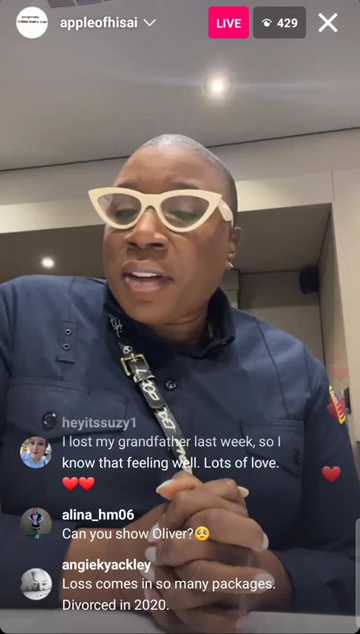 appleofhisai
LIVE
429
heyitssuzy1
I lost my grandfather last week, so I
know that feeling well. Lots of love.
❤️❤️
alina_hm06
Can you show Oliver?🥺
angiekyackley
Loss comes in so many packages.
Divorced in 2020.